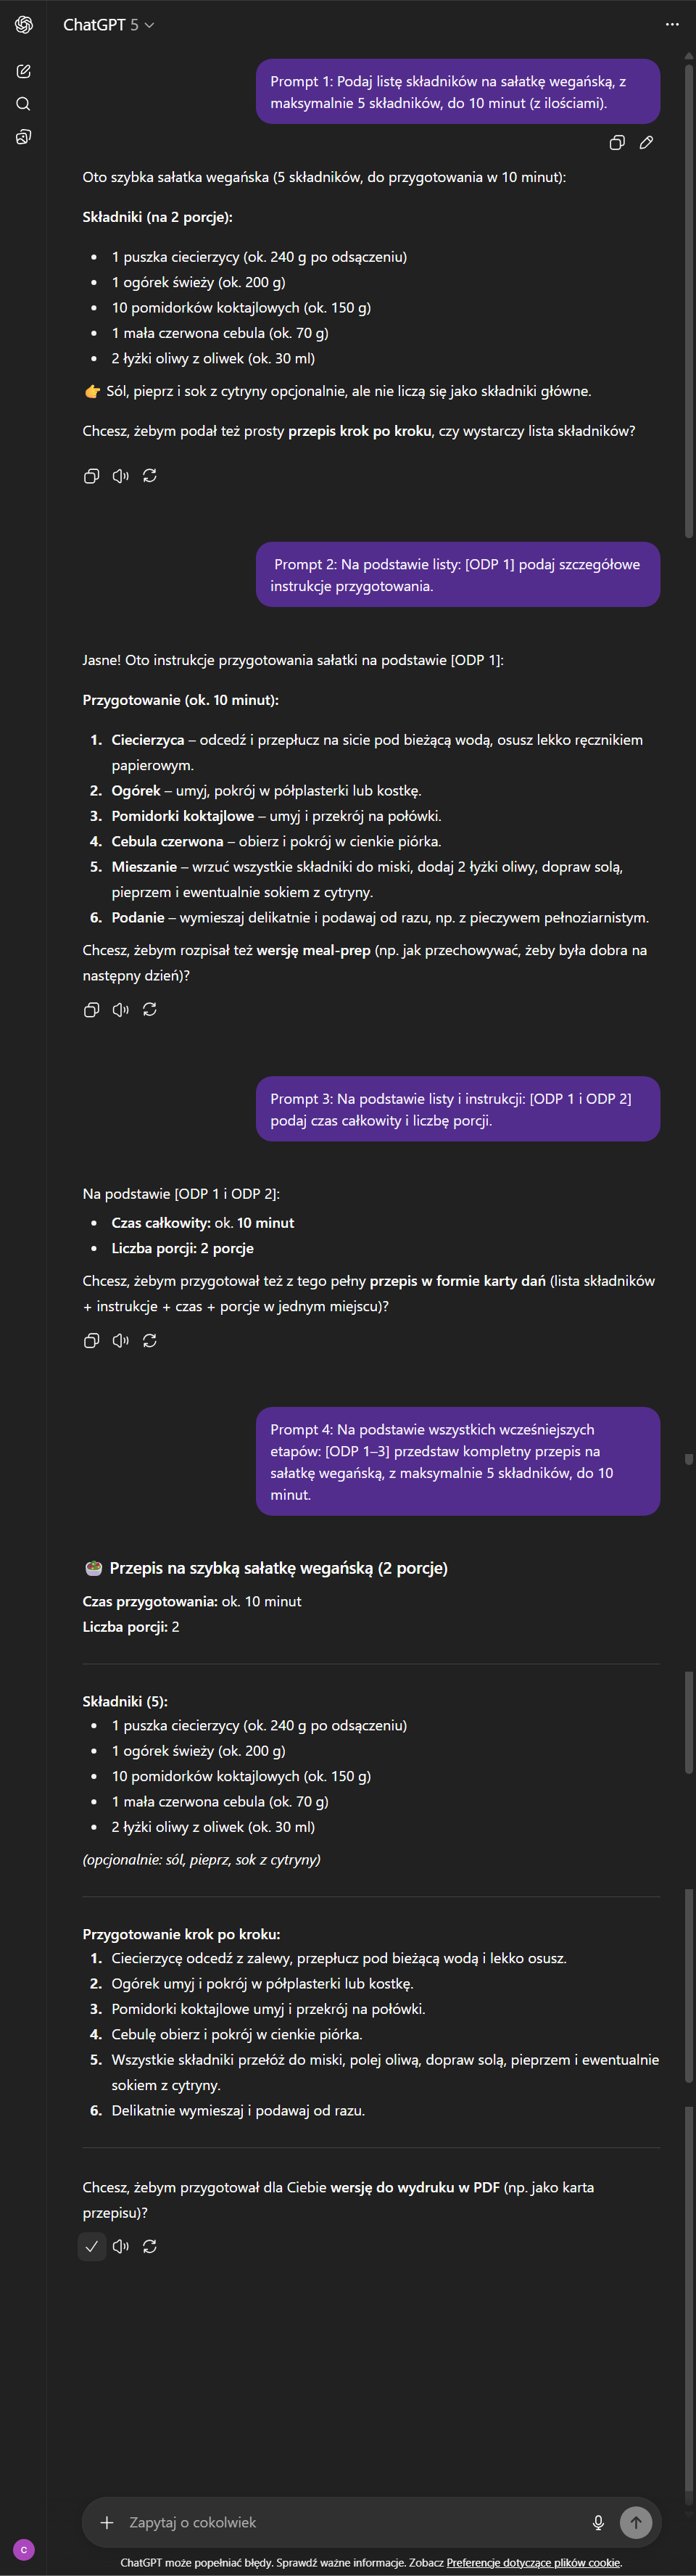 ChatGPT 5
Prompt 1: Podaj listę składników na sałatkę wegańską, z
maksymalnie 5 składników, do 10 minut (z ilościami).
Oto szybka sałatka wegańska (5 składników, do przygotowania w 10 minut):
Składniki (na 2 porcje):
• 1 puszka ciecierzycy (ok. 240 g po odsączeniu)
• 1 ogórek świeży (ok. 200 g)
• 10 pomidorków koktajlowych (ok. 150 g)
• 1 mała czerwona cebula (ok. 70 g)
• 2 łyżki oliwy z oliwek (ok. 30 ml)
👉 Sól, pieprz i sok z cytryny opcjonalnie, ale nie liczą się jako składniki główne.
Chcesz, żebym podał też prosty przepis krok po kroku, czy wystarczy lista składników?
Prompt 2: Na podstawie listy: [ODP 1] podaj szczegółowe
instrukcje przygotowania.
Jasne! Oto instrukcje przygotowania sałatki na podstawie [ODP 1]:
Przygotowanie (ok. 10 minut):
1. Ciecierzyca – odcedź i przepłucz na sicie pod bieżącą wodą, osusz lekko ręcznikiem
papierowym.
2. Ogórek – umyj, pokrój w półplasterki lub kostkę.
3. Pomidorki koktajlowe – umyj i przekrój na połówki.
4. Cebula czerwona – obierz i pokrój w cienkie piórka.
5. Mieszanie – wrzuć wszystkie składniki do miski, dodaj 2 łyżki oliwy, dopraw solą,
pieprzem i ewentualnie sokiem z cytryny.
6. Podanie – wymieszaj delikatnie i podawaj od razu, np. z pieczywem pełnoziarnistym.
Chcesz, żebym rozpisał też wersję meal-prep (np. jak przechowywać, żeby była dobra na
następny dzień)?
Prompt 3: Na podstawie listy i instrukcji: [ODP 1 i ODP 2]
podaj czas całkowity i liczbę porcji.
Na podstawie [ODP 1 i ODP 2]:
• Czas całkowity: ok. 10 minut
• Liczba porcji: 2 porcje
Chcesz, żebym przygotował też z tego pełny przepis w formie karty dań (lista składników
+ instrukcje + czas + porcje w jednym miejscu)?
Prompt 4: Na podstawie wszystkich wcześniejszych
etapów: [ODP 1–3] przedstaw kompletny przepis na
sałatkę wegańską, z maksymalnie 5 składników, do 10
minut.
🥗 Przepis na szybką sałatkę wegańską (2 porcje)
Czas przygotowania: ok. 10 minut
Liczba porcji: 2
Składniki (5):
• 1 puszka ciecierzycy (ok. 240 g po odsączeniu)
• 1 ogórek świeży (ok. 200 g)
• 10 pomidorków koktajlowych (ok. 150 g)
• 1 mała czerwona cebula (ok. 70 g)
• 2 łyżki oliwy z oliwek (ok. 30 ml)
(opcjonalnie: sól, pieprz, sok z cytryny)
Przygotowanie krok po kroku:
1. Ciecierzycę odcedź z zalewy, przepłucz pod bieżącą wodą i lekko osusz.
2. Ogórek umyj i pokrój w półplasterki lub kostkę.
3. Pomidorki koktajlowe umyj i przekrój na połówki.
4. Cebulę obierz i pokrój w cienkie piórka.
5. Wszystkie składniki przełóż do miski, polej oliwą, dopraw solą, pieprzem i ewentualnie
sokiem z cytryny.
6. Delikatnie wymieszaj i podawaj od razu.
Chcesz, żebym przygotował dla Ciebie wersję do wydruku w PDF (np. jako karta
przepisu)?
Zapytaj o cokolwiek
C
ChatGPT może popełniać błędy. Sprawdź ważne informacje. Zobacz Preferencje dotyczące plików cookie.